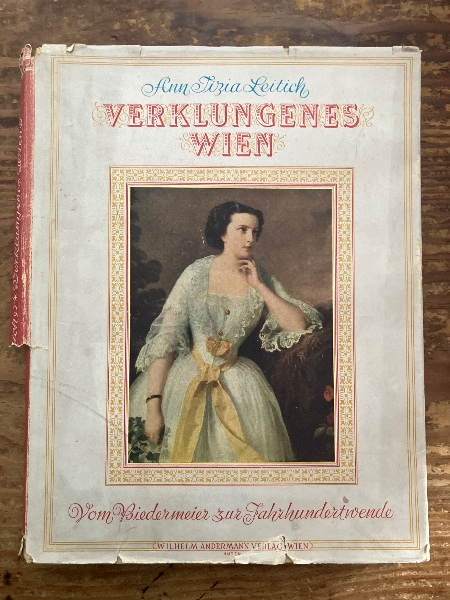 Ann Tizia Leitich
VERKLUNGENES
WIEN
Vom Biedermeier zur Jahrhundertwende
WILHELM ANDERMANN VERLAG WIEN